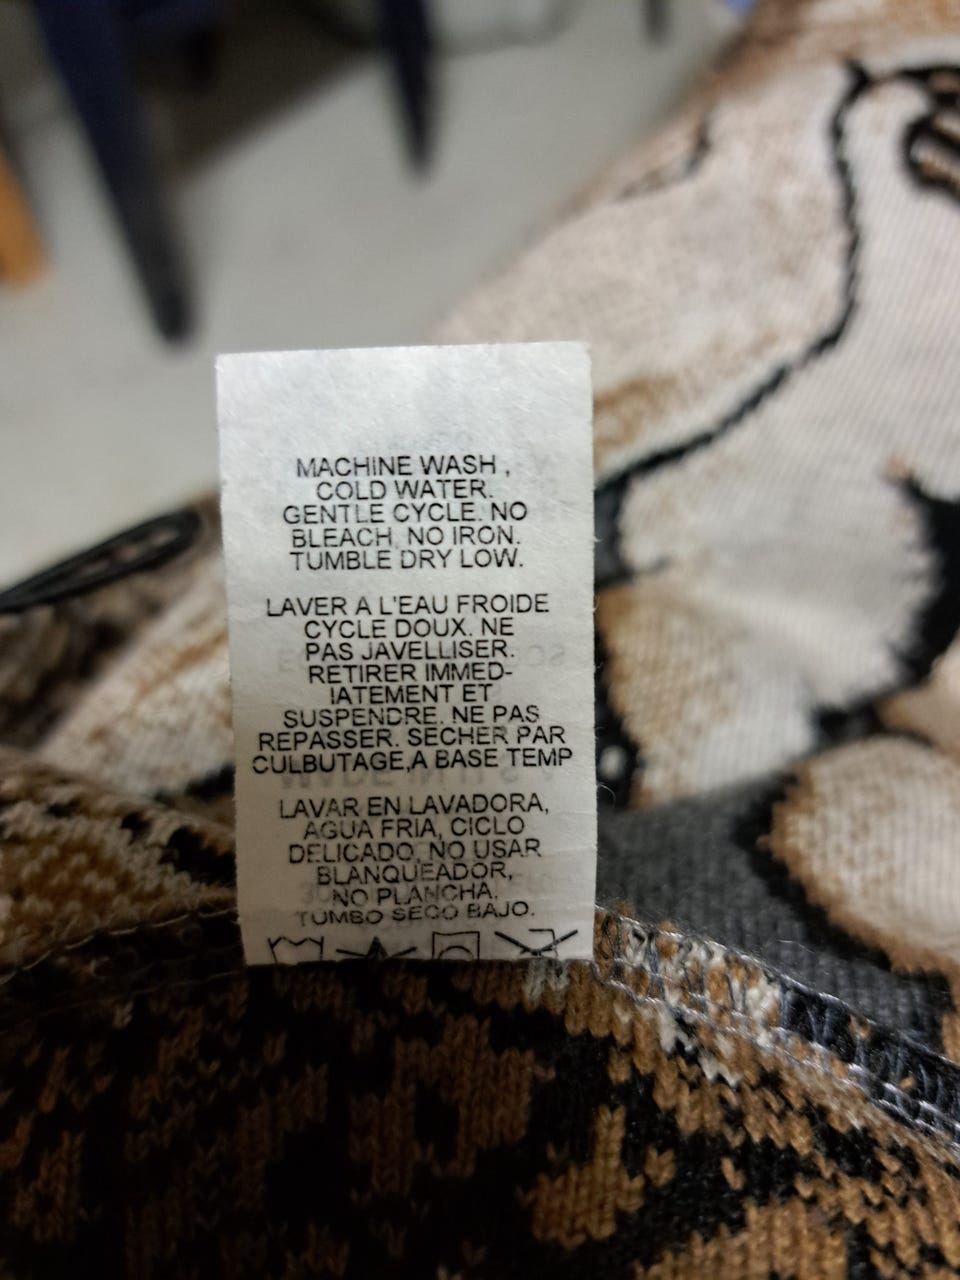 MACHINE WASH ,
COLD WATER.
GENTLE CYCLE. NO
BLEACH, NO IRON.
TUMBLE DRY LOW.
LAVER A L'EAU FROIDE
CYCLE DOUX. NE
PAS JAVELLISER.
RETIRER IMMED-
IATEMENT ET
SUSPENDRE. NE PAS
REPASSER. SECHER PAR
CULBUTAGE,A BASE TEMP
LAVAR EN LAVADORA,
AGUA FRIA, CICLO
DELICADO, NO USAR
BLANQUEADOR,
NO PLANCHA.
TUMBO SECO BAJO.